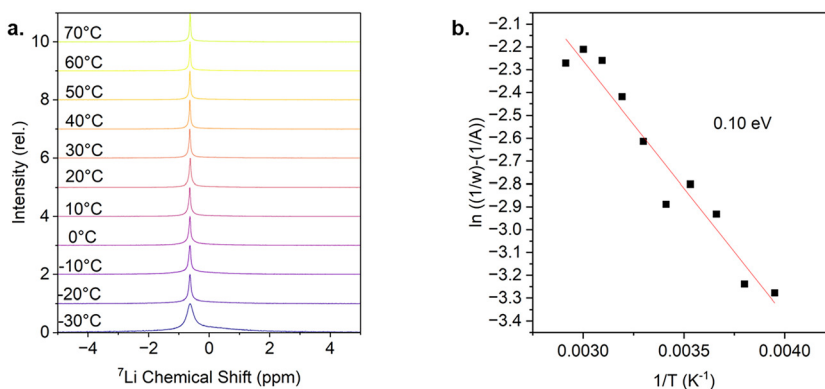 a.
Intensity (rel.)
10
8
6
4
2
0
70°C
60°C
50°C
40°C
30°C
20°C
10°C
0°C
-10°C
-20°C
-30°C
−4
−2
0
2
4
⁷Li Chemical Shift (ppm)
b.
ln ((1/w)-(1/A))
−2.1
−2.2
−2.3
−2.4
−2.5
−2.6
−2.7
−2.8
−2.9
−3.0
−3.1
−3.2
−3.3
−3.4
0.10 eV
0.0030
0.0035
0.0040
1/T (K⁻¹)